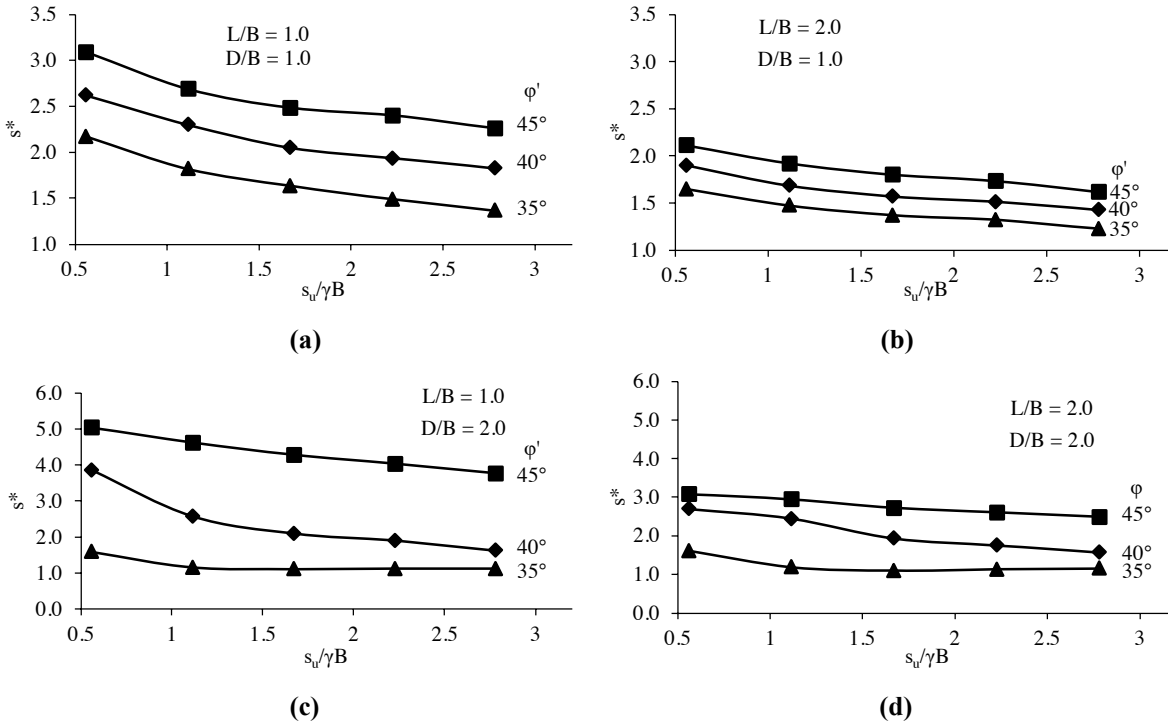 3.5
3.0
2.5
2.0
1.5
1.0
s*
L/B = 1.0
D/B = 1.0
φ'
45°
40°
35°
0.5 1 1.5 2 2.5 3
s_u/γB
(a)
3.5
3.0
2.5
2.0
1.5
1.0
s*
L/B = 2.0
D/B = 1.0
φ'
45°
40°
35°
0.5 1 1.5 2 2.5 3
s_u/γB
(b)
6.0
5.0
4.0
3.0
2.0
1.0
0.0
s*
L/B = 1.0
D/B = 2.0
φ'
45°
40°
35°
0.5 1 1.5 2 2.5 3
s_u/γB
(c)
6.0
5.0
4.0
3.0
2.0
1.0
0.0
s*
L/B = 2.0
D/B = 2.0
φ
45°
40°
35°
0.5 1 1.5 2 2.5 3
s_u/γB
(d)